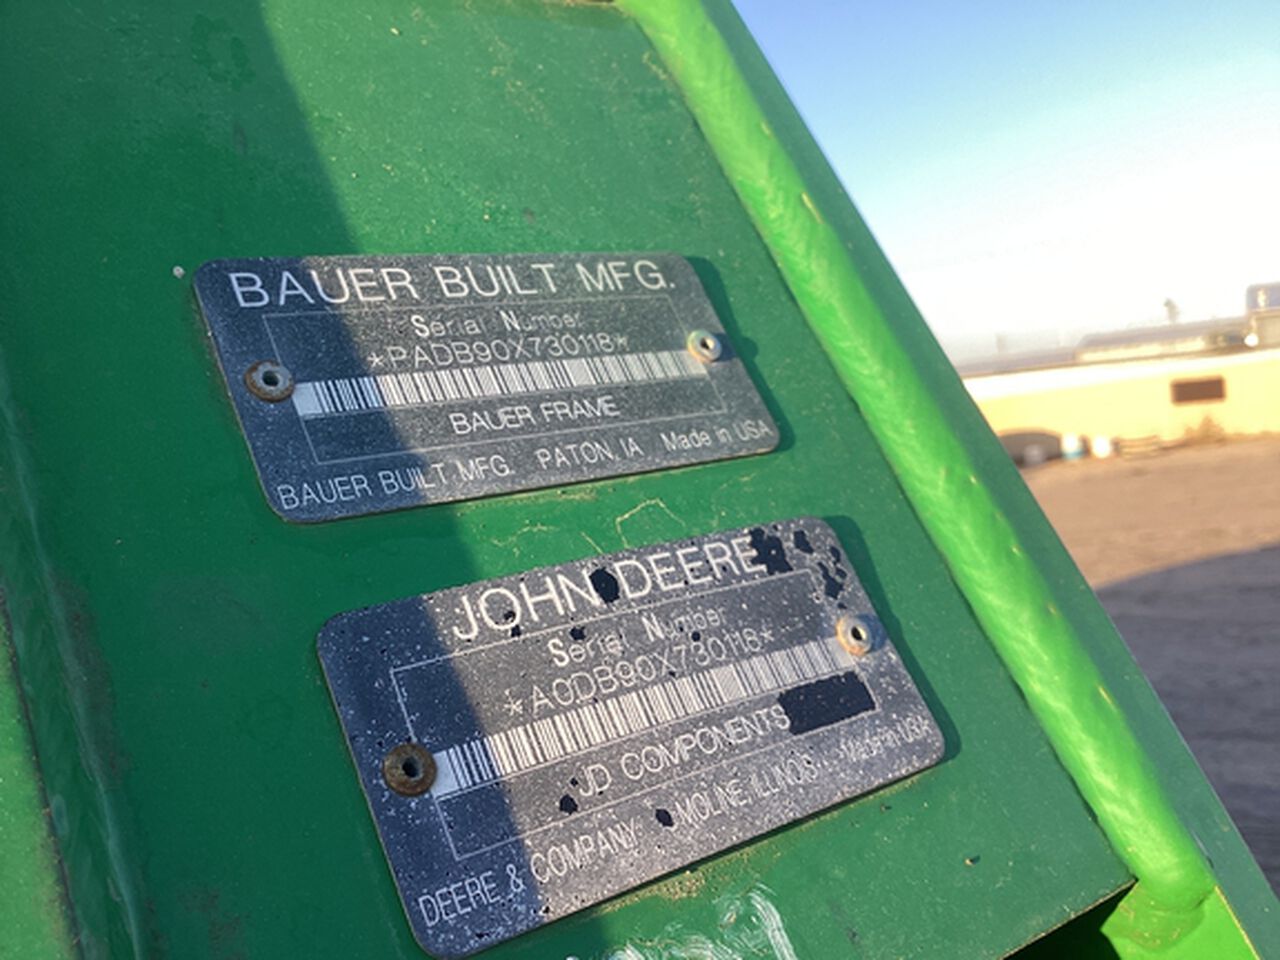 BAUER BUILT MFG.
Serial Number
*PADB90X730118*
BAUER FRAME
BAUER BUILT MFG. PATON, IA Made in USA
JOHN DEERE
Serial Number
*A0DB90X730118*
JD COMPONENTS
DEERE & COMPANY MOLINE ILLINOIS Made in USA